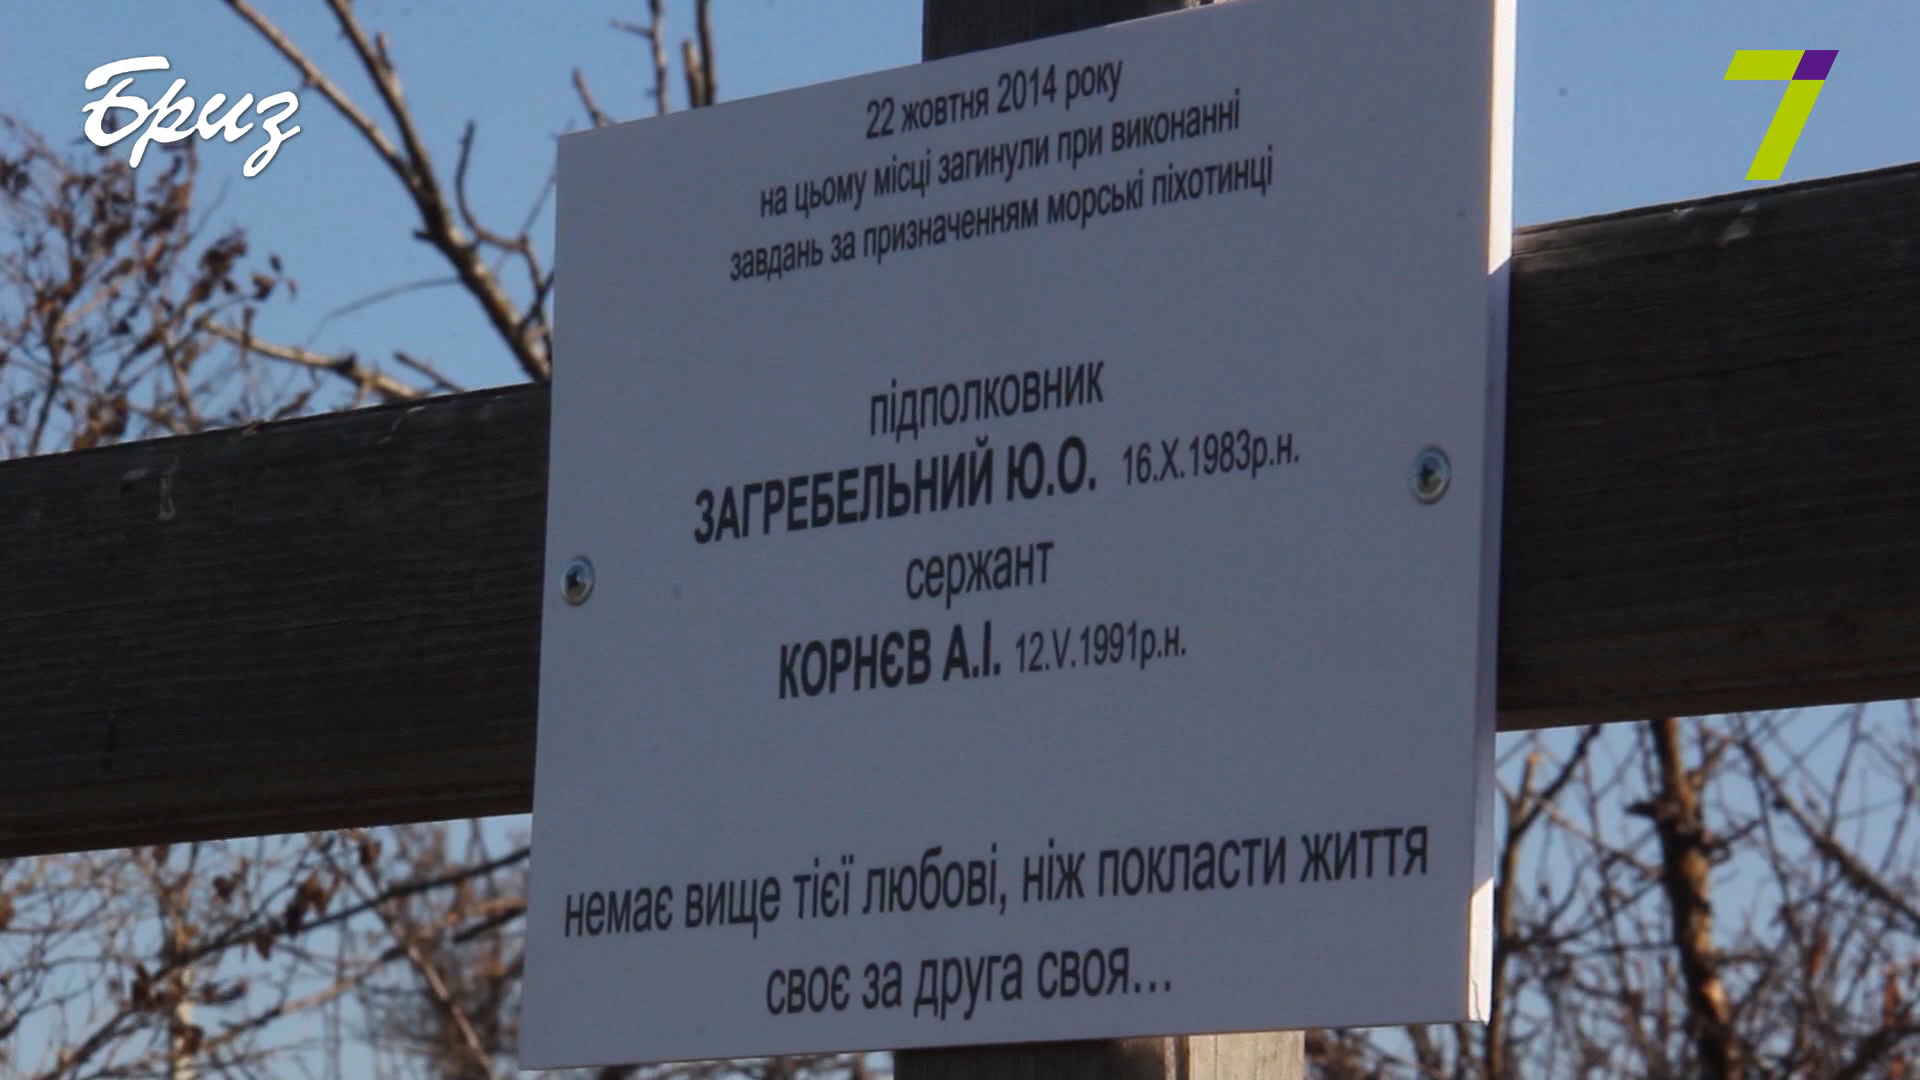 Бриз
7
22 жовтня 2014 року
на цьому місці загинули при виконанні
завдань за призначенням морські піхотинці
підполковник
ЗАГРЕБЕЛЬНИЙ Ю.О. 16.X.1983р.н.
сержант
КОРНЄВ А.І. 12.V.1991р.н.
немає вище тієї любові, ніж покласти життя
своє за друга своя...